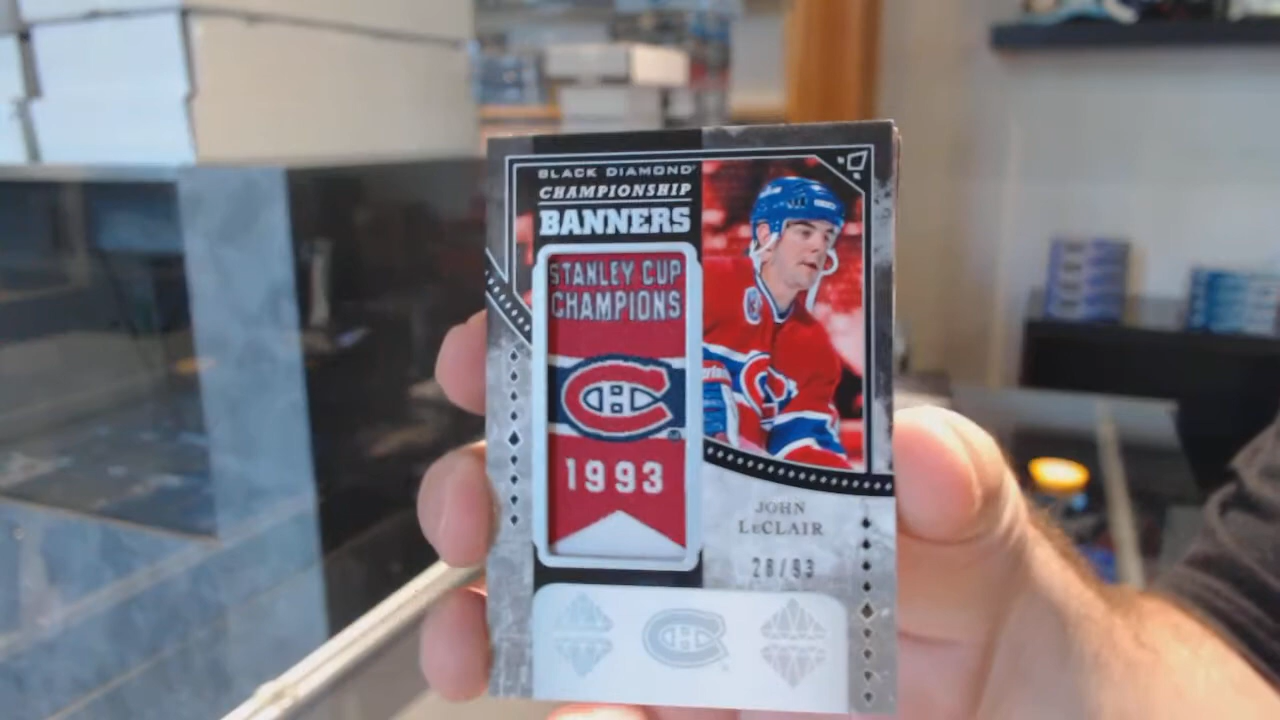 BLACK DIAMOND
CHAMPIONSHIP
BANNERS
STANLEY CUP
CHAMPIONS
1993
JOHN
LECLAIR
28/93